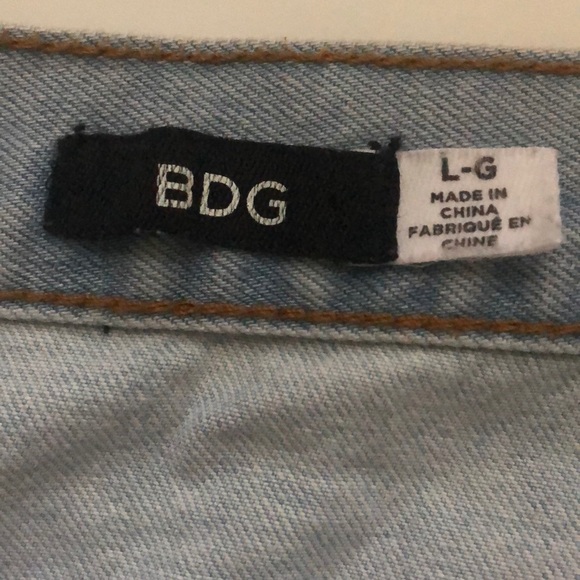 BDG
L-G
MADE IN
CHINA
FABRIQUÉ EN
CHINE